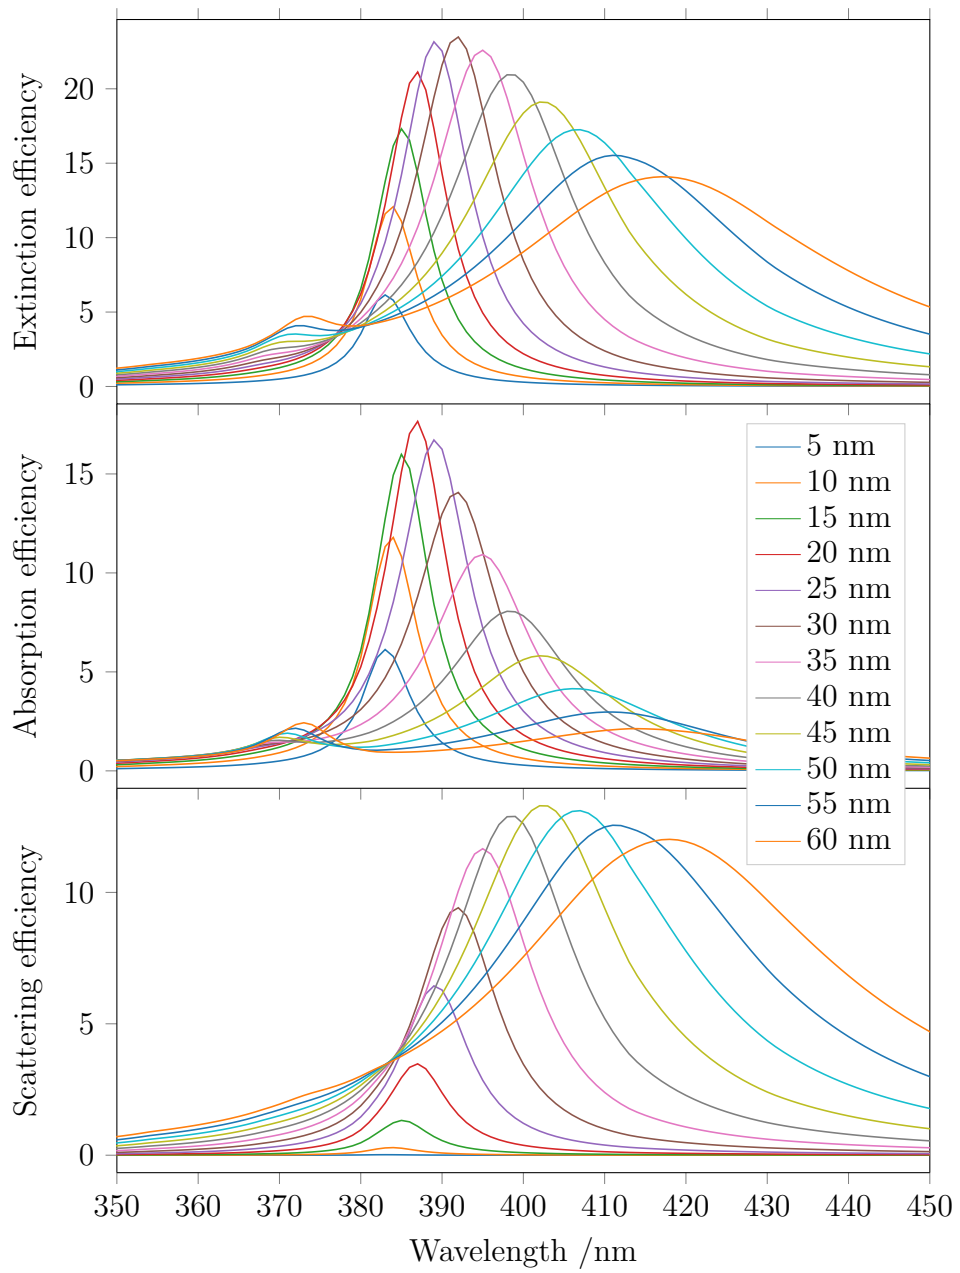 Extinction efficiency
20
15
10
5
0
Absorption efficiency
15
10
5
0
5 nm
10 nm
15 nm
20 nm
25 nm
30 nm
35 nm
40 nm
45 nm
50 nm
55 nm
60 nm
Scattering efficiency
10
5
0
350 360 370 380 390 400 410 420 430 440 450
Wavelength /nm